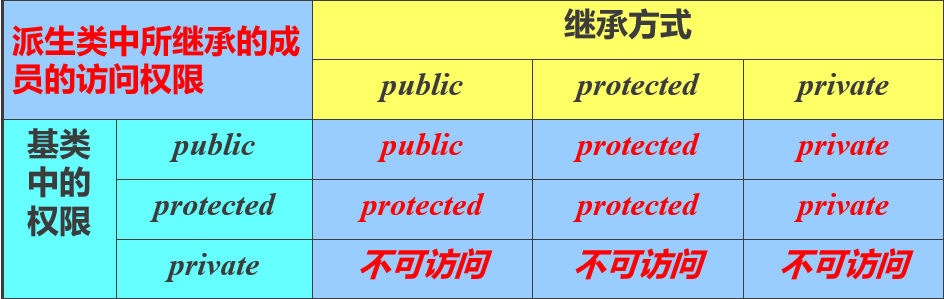 派生类中所继承的成
员的访问权限
继承方式
public protected private
基类
中的
权限
public public protected private
protected protected protected private
private 不可访问 不可访问 不可访问